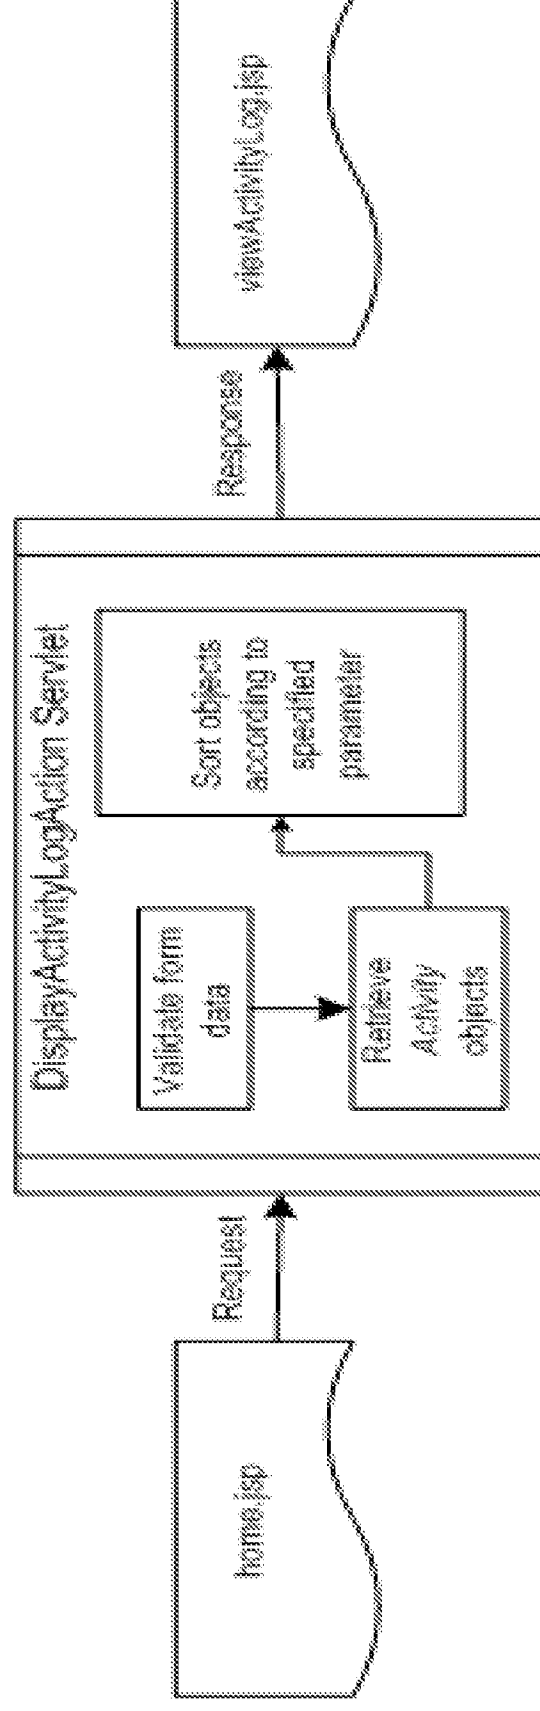 home.jsp
Request
DisplayActivityLogAction Servlet
Validate form
data
Retrieve
Activity
objects
Sort objects
according to
specified
parameter
Response
viewActivityLog.jsp